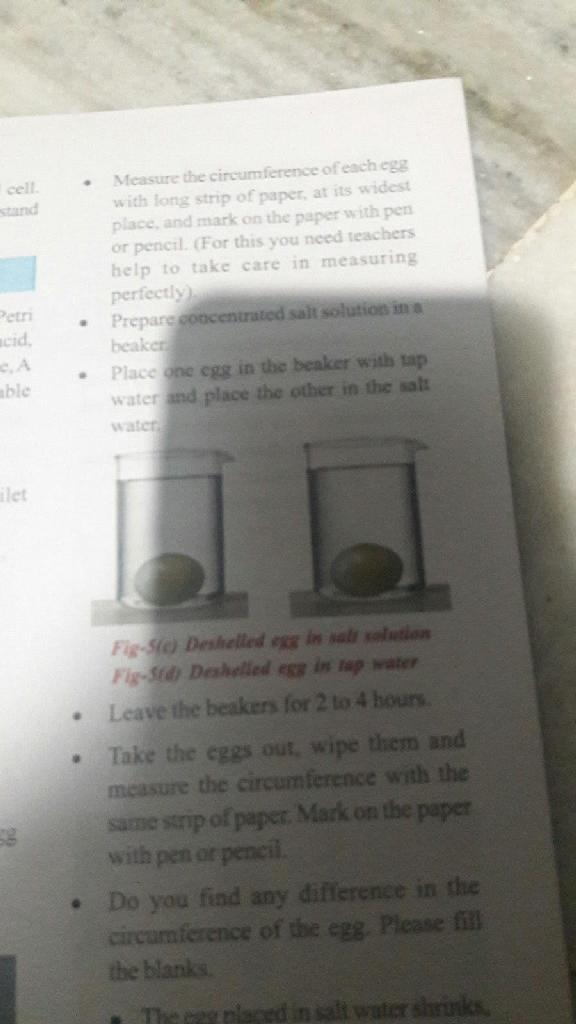 cell.
stand
Petri
cid,
e, A
able
ilet
gg
• Measure the circumference of each egg
with long strip of paper, at its widest
place, and mark on the paper with pen
or pencil. (For this you need teachers
help to take care in measuring
perfectly).
• Prepare concentrated salt solution in a
beaker.
• Place one egg in the beaker with tap
water and place the other in the salt
water.
Fig-5(c) Deshelled egg in salt solution
Fig-5(d) Deshelled egg in tap water
• Leave the beakers for 2 to 4 hours.
• Take the eggs out, wipe them and
measure the circumference with the
same strip of paper. Mark on the paper
with pen or pencil.
• Do you find any difference in the
circumference of the egg. Please fill
the blanks.
• The egg placed in salt water shrinks,